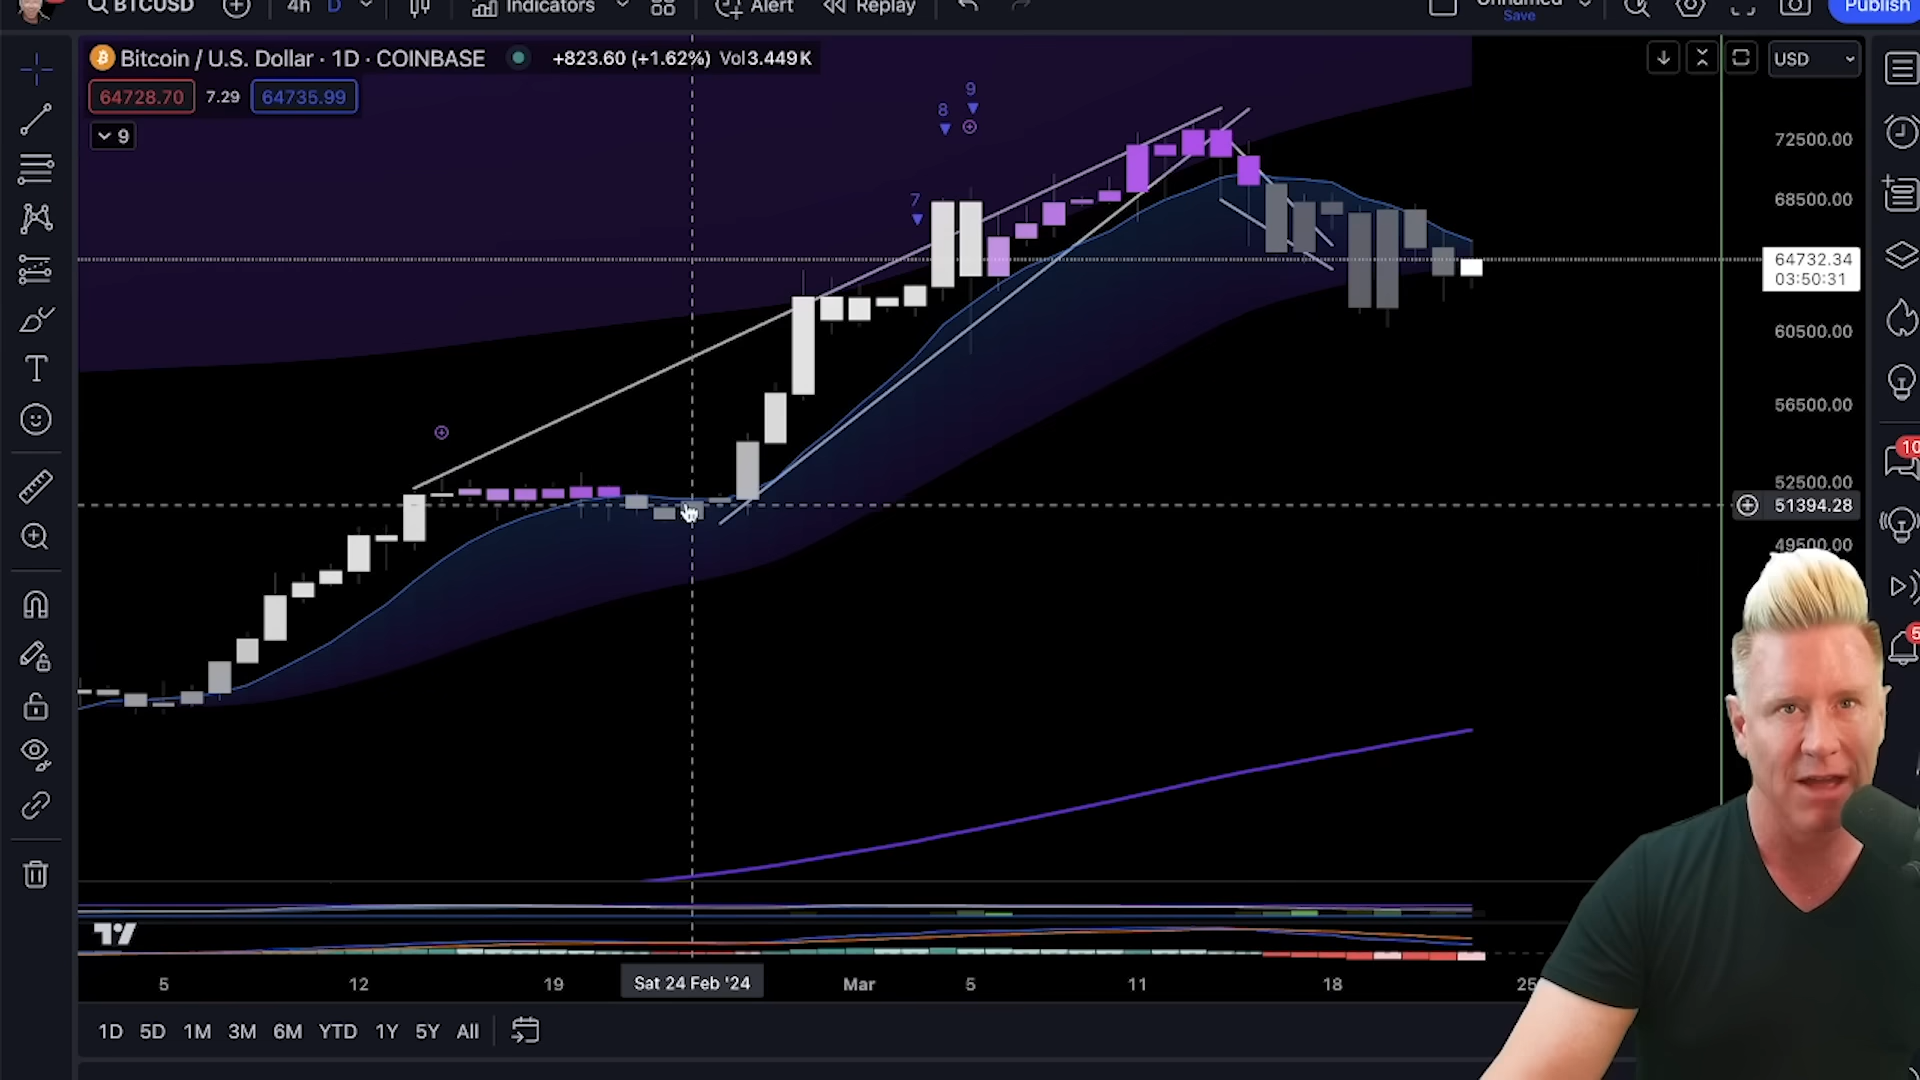 BTCUSD
4h
D
Indicators
Alert
Replay
Unnamed
Save
Publish
Bitcoin / U.S. Dollar · 1D · COINBASE
+823.60 (+1.62%) Vol3.449K
USD
64728.70
7.29
64735.99
9
7
8
9
72500.00
68500.00
64732.34
03:50:31
60500.00
56500.00
52500.00
51394.28
49500.00
10
5
5
12
19
Sat 24 Feb '24
Mar
5
11
18
25
1D
5D
1M
3M
6M
YTD
1Y
5Y
All